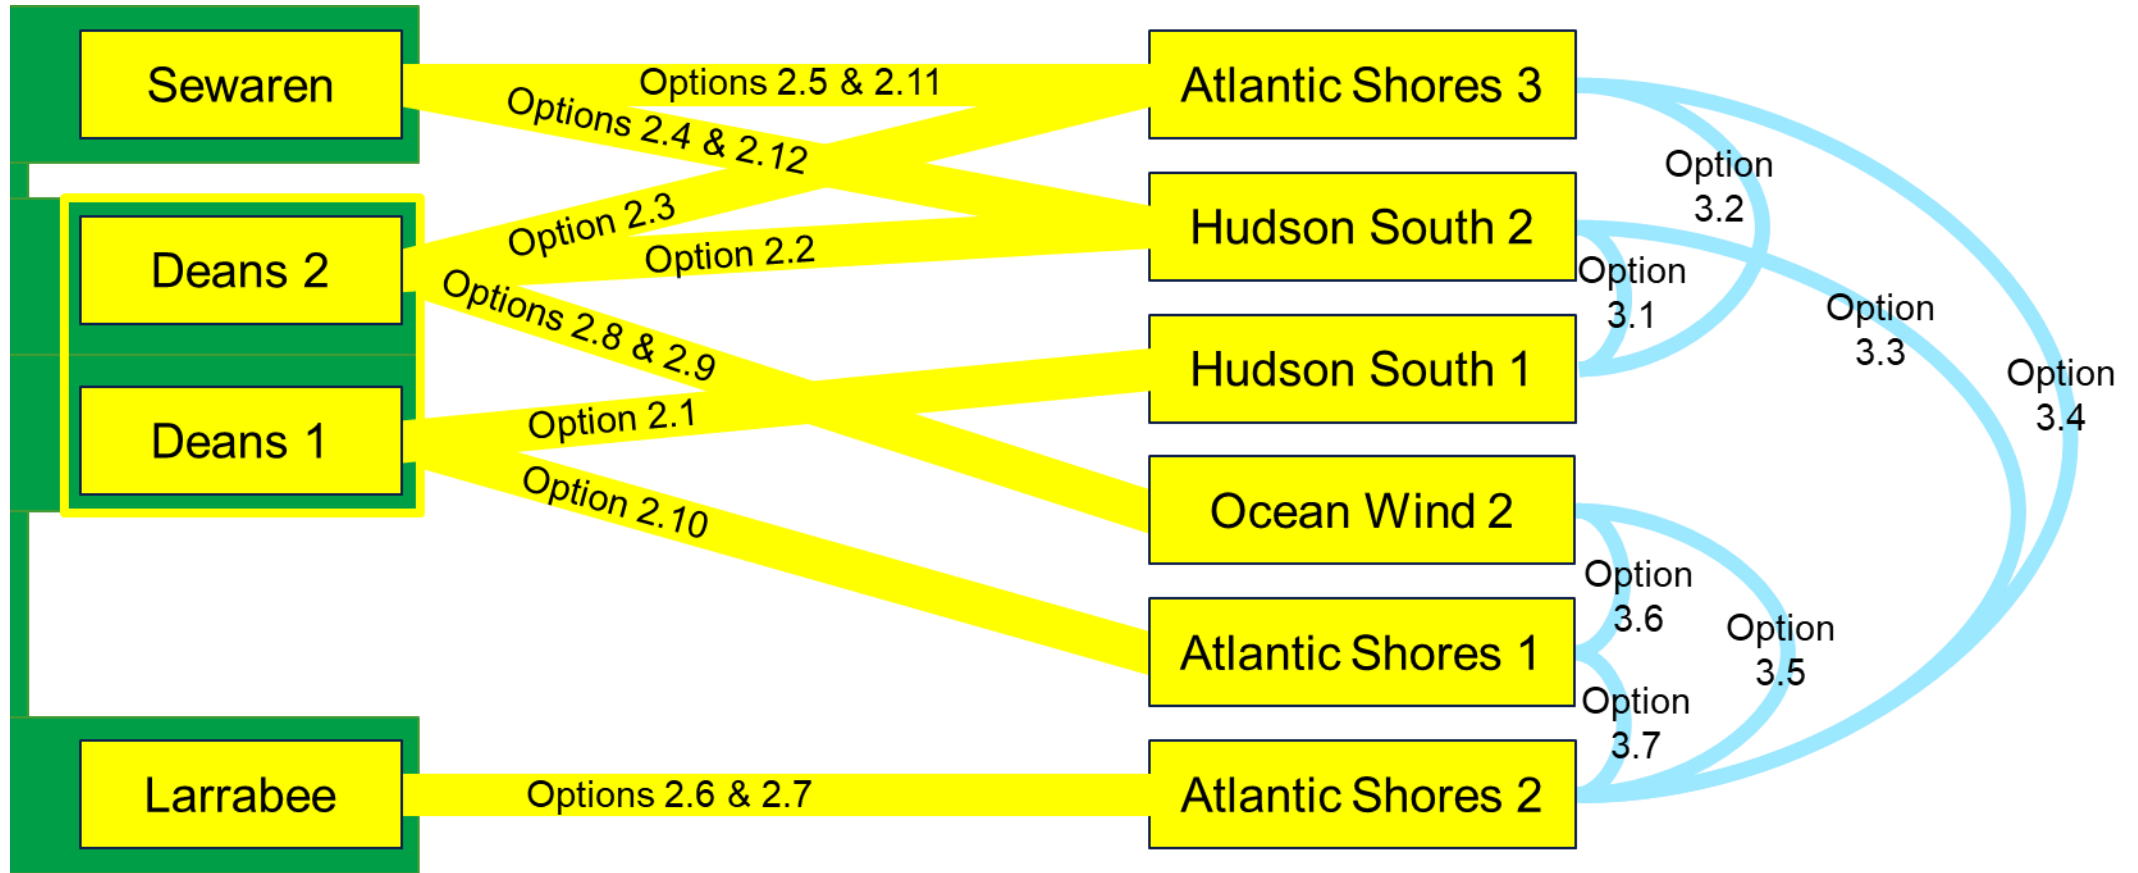 Sewaren
Options 2.5 & 2.11
Atlantic Shores 3
Options 2.4 & 2.12
Option
3.2
Option 2.3
Hudson South 2
Deans 2
Option 2.2
Option
3.1
Options 2.8 & 2.9
Option
3.3
Hudson South 1
Option
3.4
Option 2.1
Deans 1
Option 2.10
Ocean Wind 2
Option
3.6
Atlantic Shores 1
Option
3.5
Option
3.7
Larrabee
Options 2.6 & 2.7
Atlantic Shores 2